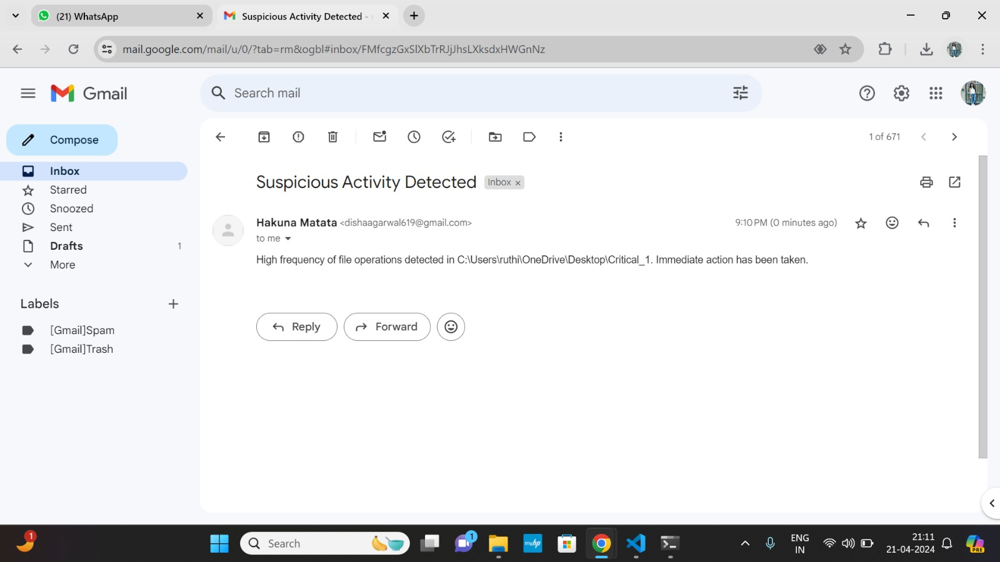 (21) WhatsApp
Suspicious Activity Detected -
mail.google.com/mail/u/0/?tab=rm&ogbl#inbox/FMfcgzGxSlXbTrRJjJhsLXksdxHWGnNz
Gmail
Search mail
Compose
1 of 671
Inbox
Starred
Snoozed
Sent
Drafts 1
More
Labels
[Gmail]Spam
[Gmail]Trash
Suspicious Activity Detected Inbox x
Hakuna Matata <dishaagarwal619@gmail.com> 9:10 PM (0 minutes ago)
to me
High frequency of file operations detected in C:\Users\ruthi\OneDrive\Desktop\Critical_1. Immediate action has been taken.
Reply Forward
1
Search
1
myhp
ENG
IN
21:11
21-04-2024
PRE